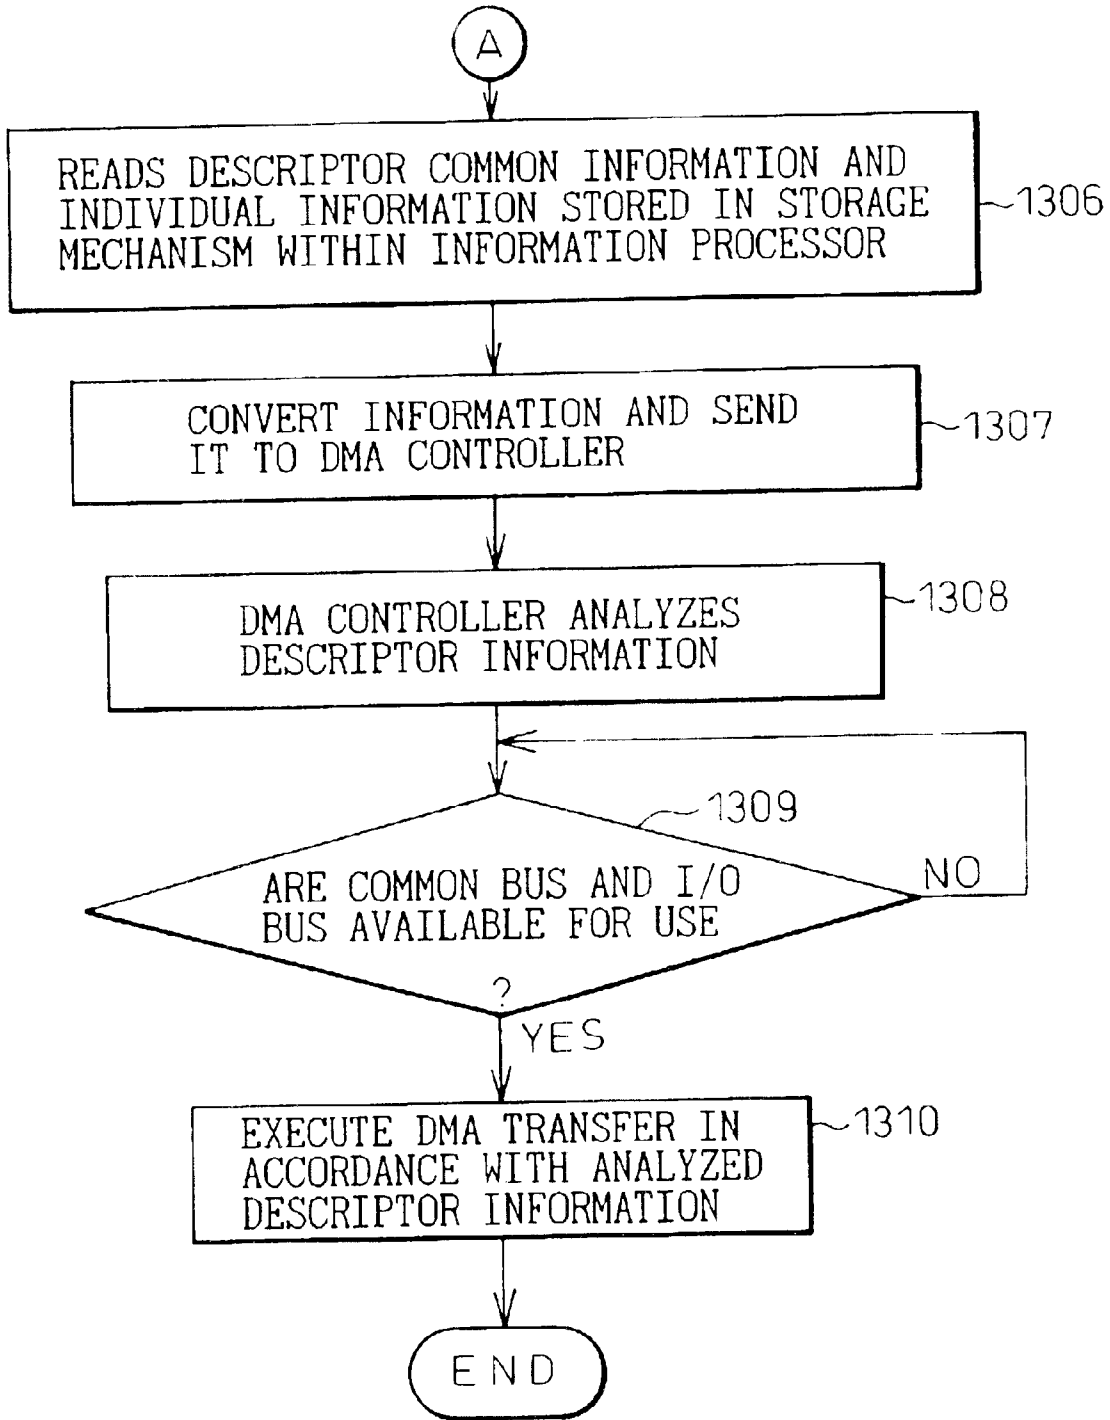 A
READS DESCRIPTOR COMMON INFORMATION AND
INDIVIDUAL INFORMATION STORED IN STORAGE
MECHANISM WITHIN INFORMATION PROCESSOR
1306
CONVERT INFORMATION AND SEND
IT TO DMA CONTROLLER
1307
DMA CONTROLLER ANALYZES
DESCRIPTOR INFORMATION
1308
1309
ARE COMMON BUS AND I/O
BUS AVAILABLE FOR USE
?
NO
YES
EXECUTE DMA TRANSFER IN
ACCORDANCE WITH ANALYZED
DESCRIPTOR INFORMATION
1310
END